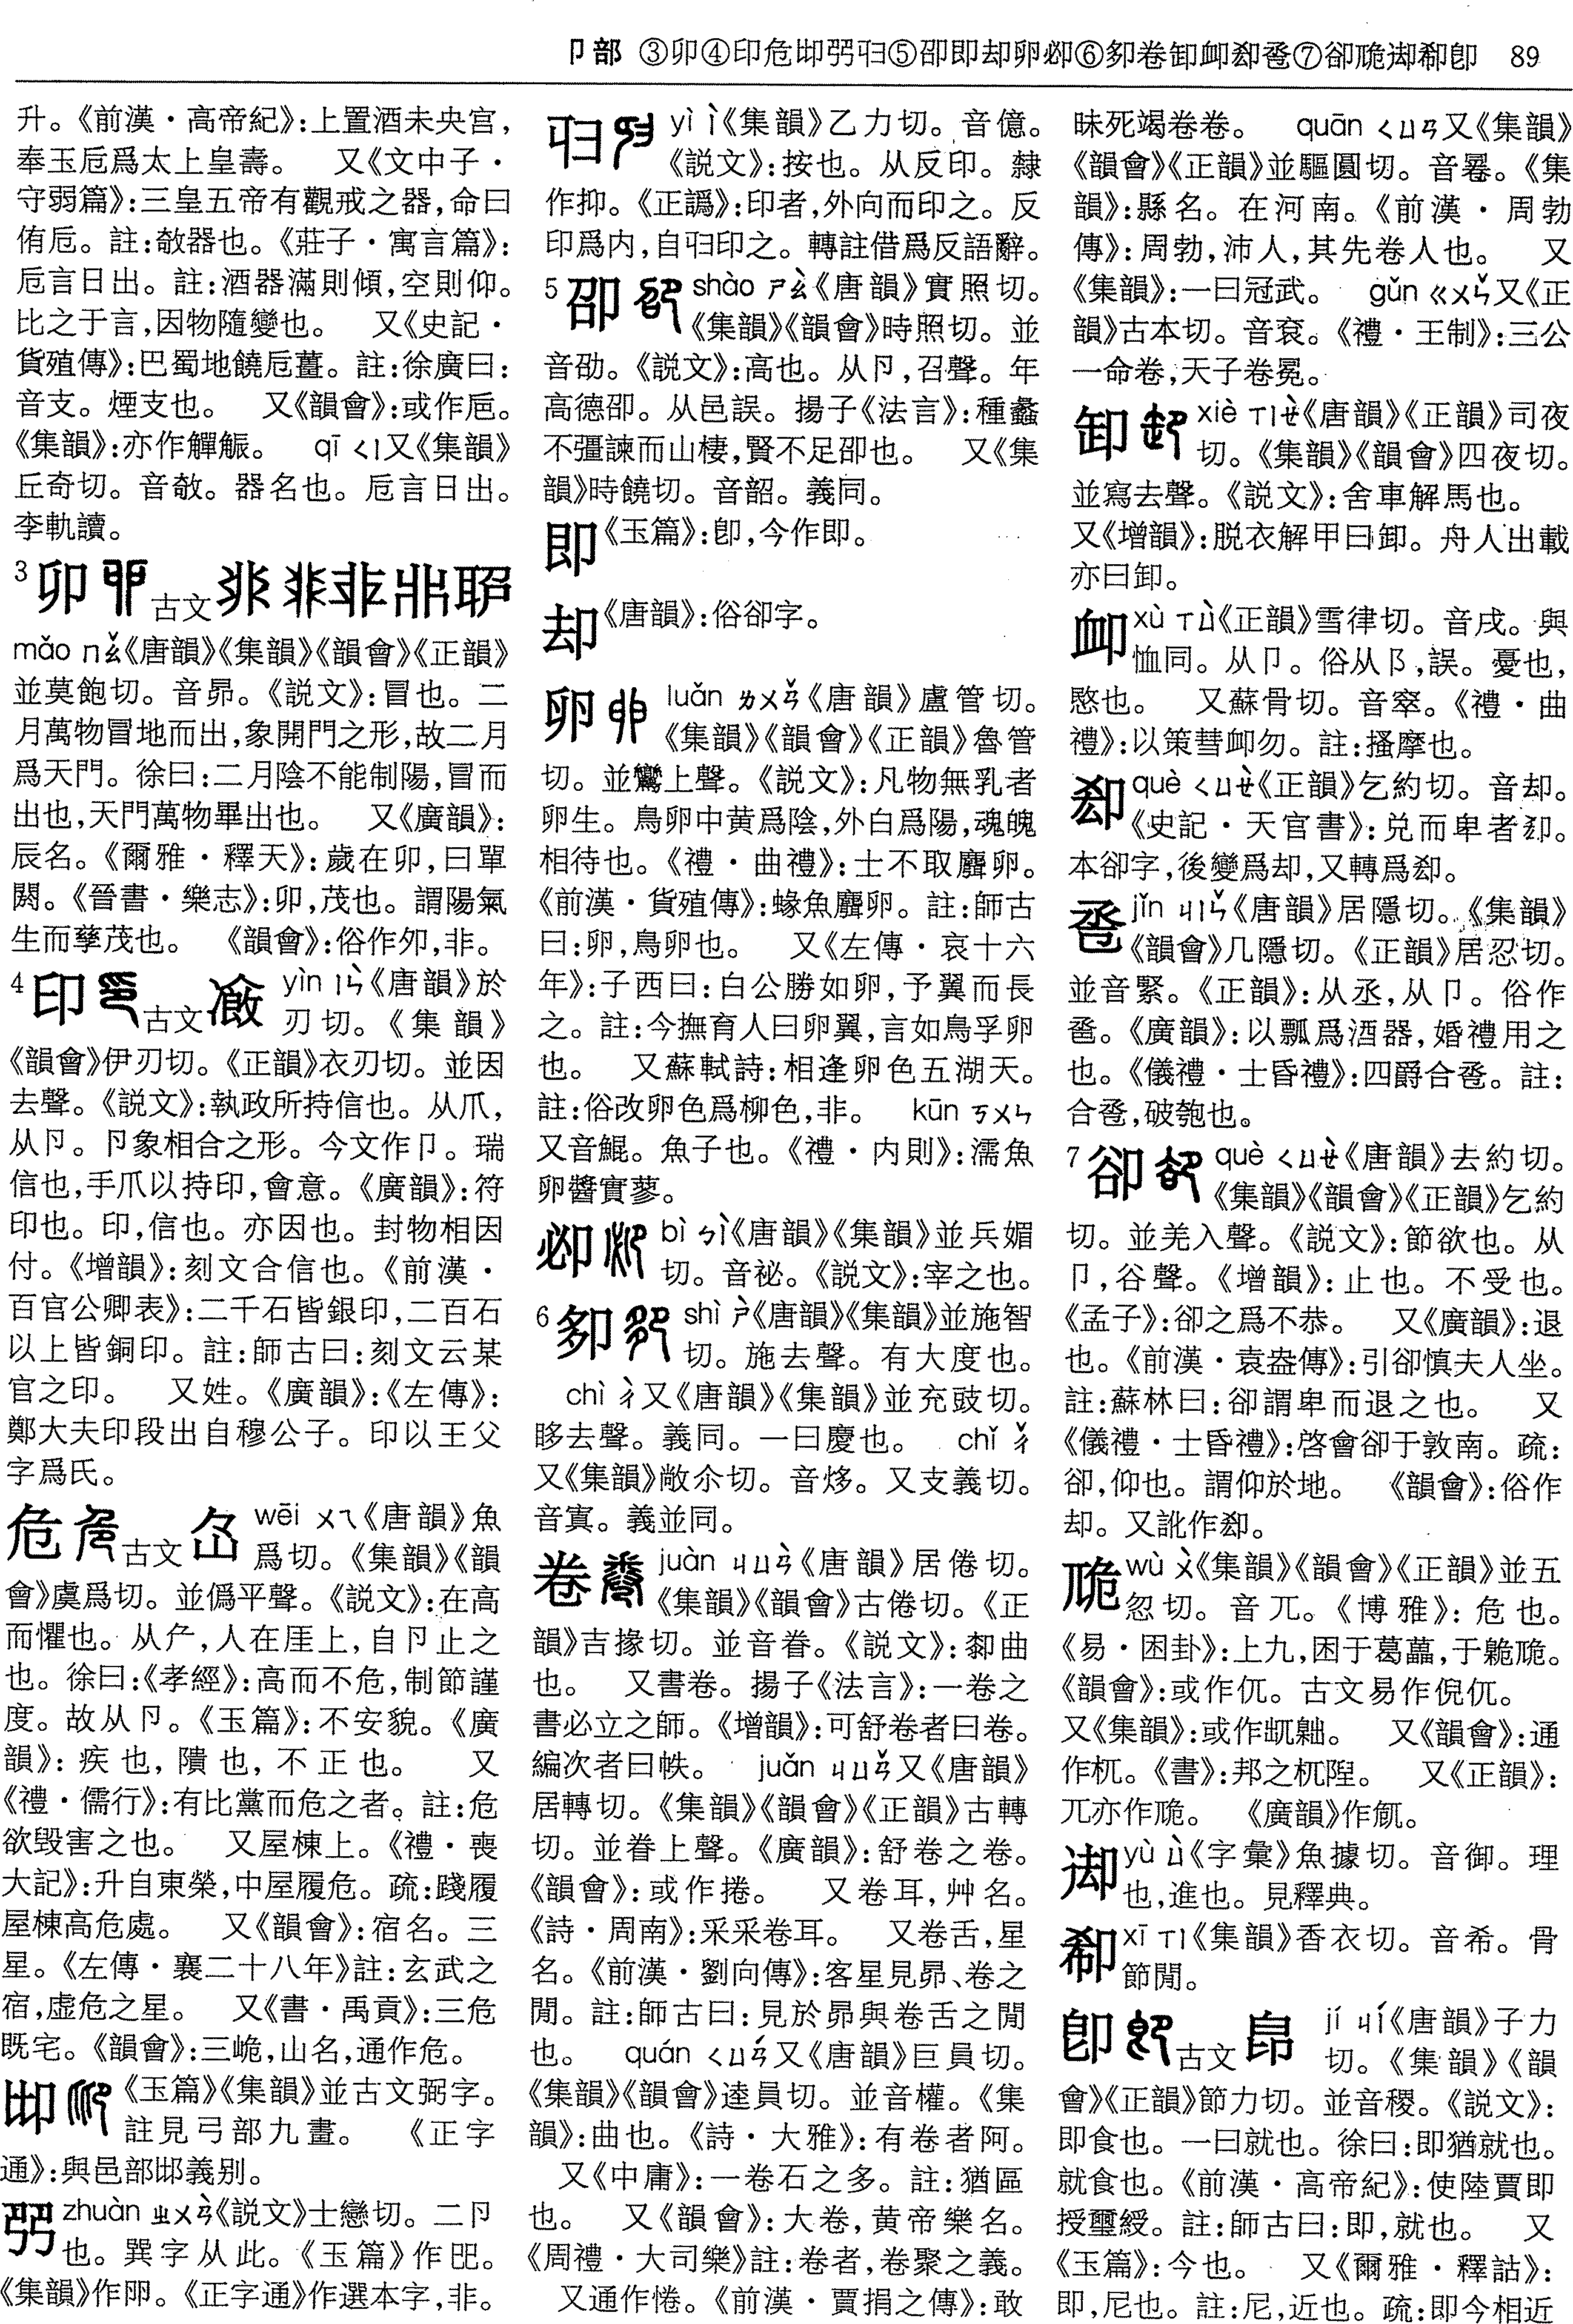 卩部 ③卯④印危㔙⑤卲即却卵㔙⑥卶卷卸卹㕁巹⑦卻卼御卽 89
升。《前漢·高帝紀》:上置酒未央宫,
奉玉卮爲太上皇壽。 又《文中子·
守弱篇》:三皇五帝有觀戒之器,命曰
侑卮。註:敧器也。《莊子·寓言篇》:
卮言日出。註:酒器滿則傾,空則仰。
比之于言,因物隨變也。 又《史記·
貨殖傳》:巴蜀地饒卮薑。註:徐廣曰:
音支。煙支也。 又《韻會》:或作巵。
《集韻》:亦作觶觗。 qī ㄑㄧ又《集韻》
丘奇切。音敧。器名也。卮言日出。
李軌讀。
3 卯 古文
mǎo ㄇㄠˇ《唐韻》《集韻》《韻會》《正韻》
並莫飽切。音昴。《説文》:冒也。二
月萬物冒地而出,象開門之形,故二月
爲天門。徐曰:二月陰不能制陽,冒而
出也,天門萬物畢出也。 又《廣韻》:
辰名。《爾雅·釋天》:歲在卯,曰單
閼。《晉書·樂志》:卯,茂也。謂陽氣
生而孳茂也。 《韻會》:俗作夘,非。
4 印 古文 yìn ㄧㄣˋ《唐韻》於
刃切。《集韻》
《韻會》伊刃切。《正韻》衣刃切。並因
去聲。《説文》:執政所持信也。从爪,
从卪。卪象相合之形。今文作卩。瑞
信也,手爪以持印,會意。《廣韻》:符
印也。印,信也。亦因也。封物相因
付。《增韻》:刻文合信也。《前漢·
百官公卿表》:二千石皆銀印,二百石
以上皆銅印。註:師古曰:刻文云某
官之印。 又姓。《廣韻》:《左傳》:
鄭大夫印段出自穆公子。印以王父
字爲氏。
危 古文 㕒 wēi ㄨㄟ《唐韻》魚
爲切。《集韻》《韻
會》虞爲切。並僞平聲。《説文》:在高
而懼也。从厃,人在厓上,自卪止之
也。徐曰:《孝經》:高而不危,制節謹
度。故从卪。《玉篇》:不安貌。《廣
韻》:疾也,隤也,不正也。 又
《禮·儒行》:有比黨而危之者。註:危
欲毀害之也。 又屋棟上。《禮·喪
大記》:升自東榮,中屋履危。疏:踐履
屋棟高危處。 又《韻會》:宿名。三
星。《左傳·襄二十八年》註:玄武之
宿,虚危之星。 又《書·禹貢》:三危
既宅。《韻會》:三峗,山名,通作危。
《玉篇》《集韻》並古文弼字。
註見弓部九畫。 《正字
通》:與邑部邶義别。
zhuàn ㄓㄨㄢˋ《説文》士戀切。二卪
也。巽字从此。《玉篇》作㔾。
《集韻》作卵。《正字通》作選本字,非。
yì ㄧˋ《集韻》乙力切。音億。
《説文》:按也。从反印。隸
作抑。《正譌》:印者,外向而印之。反
印爲内,自印之。轉註借爲反語辭。
5 卲 shào ㄕㄠˋ《唐韻》實照切。
《集韻》《韻會》時照切。並
音劭。《説文》:高也。从卪,召聲。年
高德卲。从邑誤。揚子《法言》:種蠡
不彊諫而山棲,賢不足卲也。 又《集
韻》時饒切。音韶。義同。
即 《玉篇》:卽,今作即。
却 《唐韻》:俗卻字。
卵 luǎn ㄌㄨㄢˇ《唐韻》盧管切。
《集韻》《韻會》《正韻》魯管
切。並鸞上聲。《説文》:凡物無乳者
卵生。鳥卵中黄爲陰,外白爲陽,魂魄
相待也。《禮·曲禮》:士不取麛卵。
《前漢·貨殖傳》:蝝魚麛卵。註:師古
曰:卵,鳥卵也。 又《左傳·哀十六
年》:子西曰:白公勝如卵,予翼而長
之。註:今撫育人曰卵翼,言如鳥孚卵
也。 又蘇軾詩:相逢卵色五湖天。
註:俗改卵色爲柳色,非。 kūn ㄎㄨㄣ
又音鯤。魚子也。《禮·内則》:濡魚
卵醬實蓼。
bì ㄅㄧˋ《唐韻》《集韻》並兵媚
切。音祕。《説文》:宰之也。
6 卶 shì ㄕˋ《唐韻》《集韻》並施智
切。施去聲。有大度也。
chì ㄔˋ又《唐韻》《集韻》並充豉切。
眵去聲。義同。一曰慶也。 chǐ ㄔˇ
又《集韻》敞尒切。音㶴。又支義切。
音寘。義並同。
卷 juàn ㄐㄩㄢˋ《唐韻》居倦切。
《集韻》《韻會》古倦切。《正
韻》吉掾切。並音眷。《説文》:厀曲
也。 又書卷。揚子《法言》:一卷之
書必立之師。《增韻》:可舒卷者曰卷。
編次者曰帙。 juǎn ㄐㄩㄢˇ又《唐韻》
居轉切。《集韻》《韻會》《正韻》古轉
切。並眷上聲。《廣韻》:舒卷之卷。
《韻會》:或作捲。 又卷耳,艸名。
《詩·周南》:采采卷耳。 又卷舌,星
名。《前漢·劉向傳》:客星見昴、卷之
閒。註:師古曰:見於昴與卷舌之閒
也。 quán ㄑㄩㄢˊ又《唐韻》巨員切。
《集韻》《韻會》逵員切。並音權。《集
韻》:曲也。《詩·大雅》:有卷者阿。
又《中庸》:一卷石之多。註:猶區
也。 又《韻會》:大卷,黄帝樂名。
《周禮·大司樂》註:卷者,卷聚之義。
又通作惓。《前漢·賈捐之傳》:敢
昧死竭卷卷。 quān ㄑㄩㄢ又《集韻》
《韻會》《正韻》並驅圓切。音圈。《集
韻》:縣名。在河南。《前漢·周勃
傳》:周勃,沛人,其先卷人也。 又
《集韻》:一曰冠武。 gǔn ㄍㄨㄣˇ又《正
韻》古本切。音袞。《禮·王制》:三公
一命卷,天子卷冕。
卸 xiè ㄒㄧㄝˋ《唐韻》《正韻》司夜
切。《集韻》《韻會》四夜切。
並寫去聲。《説文》:舍車解馬也。
又《增韻》:脱衣解甲曰卸。舟人出載
亦曰卸。
卹 xù ㄒㄩˋ《正韻》雪律切。音戌。與
恤同。从卩。俗从阝,誤。憂也,
愍也。 又蘇骨切。音窣。《禮·曲
禮》:以策彗卹勿。註:搔摩也。
㕁 què ㄑㄩㄝˋ《正韻》乞約切。音却。
《史記·天官書》:兑而卑者㕁。
本卻字,後變爲却,又轉爲㕁。
巹 jǐn ㄐㄧㄣˇ《唐韻》居隱切。《集韻》
《韻會》几隱切。《正韻》居忍切。
並音緊。《正韻》:从丞,从卩。俗作
卺。《廣韻》:以瓢爲酒器,婚禮用之
也。《儀禮·士昏禮》:四爵合巹。註:
合巹,破匏也。
7 卻 què ㄑㄩㄝˋ《唐韻》去約切。
《集韻》《韻會》《正韻》乞約
切。並羌入聲。《説文》:節欲也。从
卩,谷聲。《增韻》:止也。不受也。
《孟子》:卻之爲不恭。 又《廣韻》:退
也。《前漢·袁盎傳》:引卻慎夫人坐。
註:蘇林曰:卻謂卑而退之也。 又
《儀禮·士昏禮》:啓會卻于敦南。疏:
卻,仰也。謂仰於地。 《韻會》:俗作
却。又訛作㕁。
卼 wù ㄨˋ《集韻》《韻會》《正韻》並五
忽切。音兀。《博雅》:危也。
《易·困卦》:上九,困于葛藟,于臲卼。
《韻會》:或作㐳。古文易作倪㐳。
又《集韻》:或作𡵉䠳。 又《韻會》:通
作杌。《書》:邦之杌隉。 又《正韻》:
兀亦作卼。 《廣韻》作㞾。
yù ㄩˋ《字彙》魚據切。音御。理
也,進也。見釋典。
xī ㄒㄧ《集韻》香衣切。音希。骨
節閒。
卽 古文 皍 jí ㄐㄧˊ《唐韻》子力
切。《集韻》《韻
會》《正韻》節力切。並音稷。《説文》:
即食也。一曰就也。徐曰:即猶就也。
就食也。《前漢·高帝紀》:使陸賈即
授璽綬。註:師古曰:即,就也。 又
《玉篇》:今也。 又《爾雅·釋詁》:
即,尼也。註:尼,近也。疏:即今相近